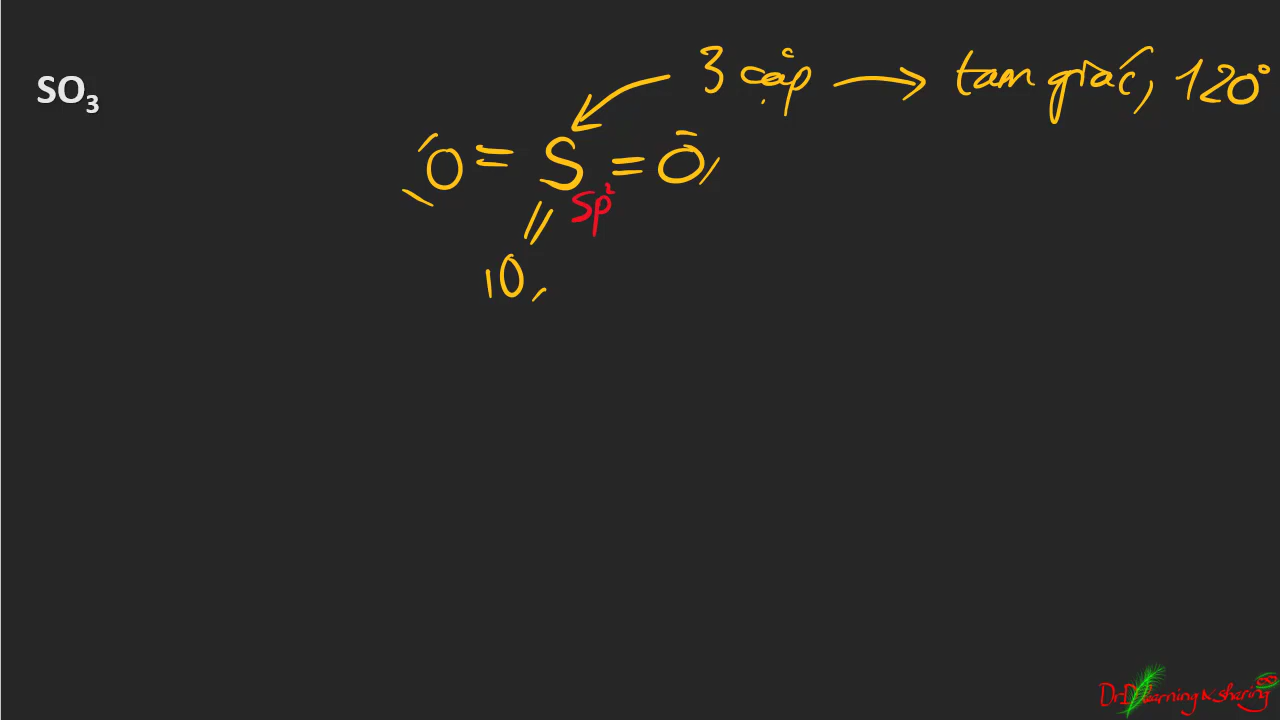 SO₃
3 cặp → tam giác, 120°
O = S = O
sp²
||
O
Dr.D learning & sharing